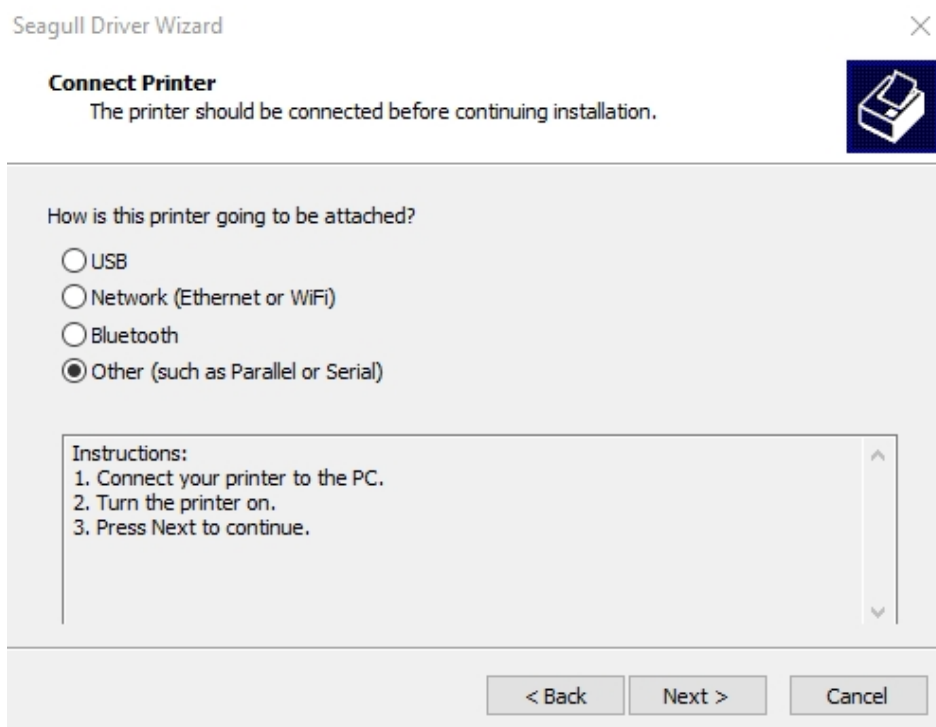 Seagull Driver Wizard
Connect Printer
The printer should be connected before continuing installation.
How is this printer going to be attached?
USB
Network (Ethernet or WiFi)
Bluetooth
Other (such as Parallel or Serial)
Instructions:
1. Connect your printer to the PC.
2. Turn the printer on.
3. Press Next to continue.
< Back Next > Cancel